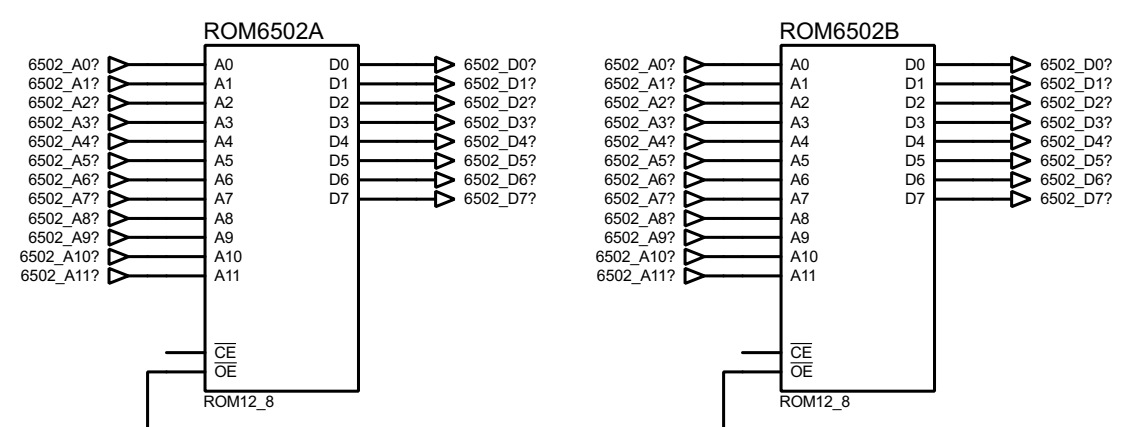 ROM6502A
6502_A0? A0 D0 6502_D0?
6502_A1? A1 D1 6502_D1?
6502_A2? A2 D2 6502_D2?
6502_A3? A3 D3 6502_D3?
6502_A4? A4 D4 6502_D4?
6502_A5? A5 D5 6502_D5?
6502_A6? A6 D6 6502_D6?
6502_A7? A7 D7 6502_D7?
6502_A8? A8
6502_A9? A9
6502_A10? A10
6502_A11? A11
CE
OE
ROM12_8
ROM6502B
6502_A0? A0 D0 6502_D0?
6502_A1? A1 D1 6502_D1?
6502_A2? A2 D2 6502_D2?
6502_A3? A3 D3 6502_D3?
6502_A4? A4 D4 6502_D4?
6502_A5? A5 D5 6502_D5?
6502_A6? A6 D6 6502_D6?
6502_A7? A7 D7 6502_D7?
6502_A8? A8
6502_A9? A9
6502_A10? A10
6502_A11? A11
CE
OE
ROM12_8